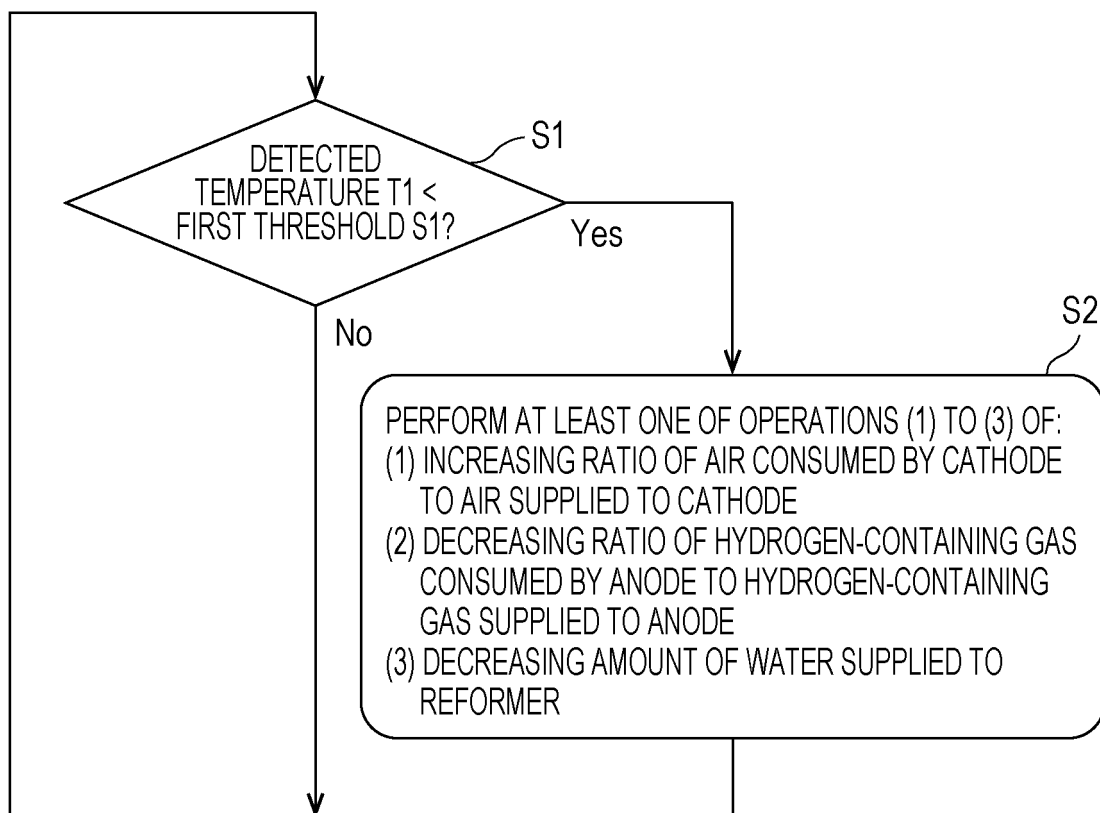 S1
DETECTED
TEMPERATURE T1 <
FIRST THRESHOLD S1?
Yes
No
S2
PERFORM AT LEAST ONE OF OPERATIONS (1) TO (3) OF:
(1) INCREASING RATIO OF AIR CONSUMED BY CATHODE
TO AIR SUPPLIED TO CATHODE
(2) DECREASING RATIO OF HYDROGEN-CONTAINING GAS
CONSUMED BY ANODE TO HYDROGEN-CONTAINING
GAS SUPPLIED TO ANODE
(3) DECREASING AMOUNT OF WATER SUPPLIED TO
REFORMER